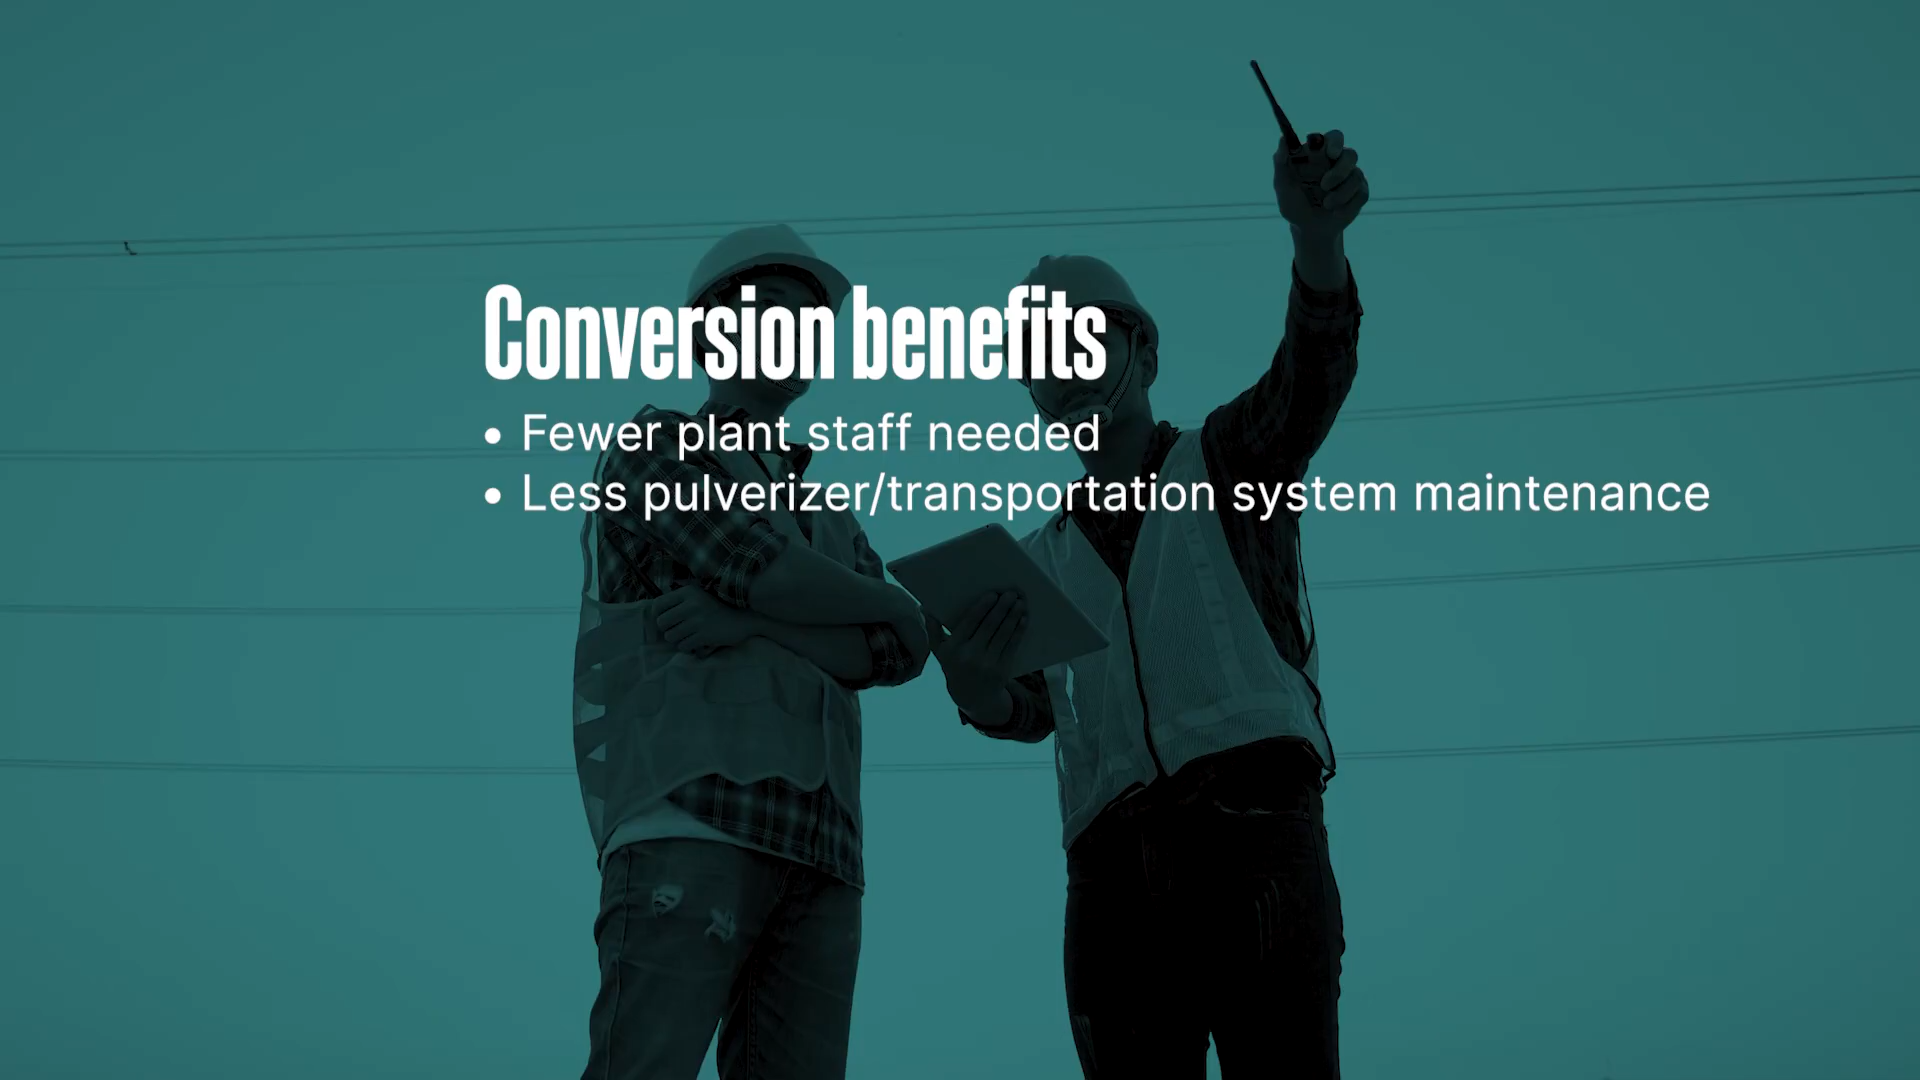 Conversion benefits
• Fewer plant staff needed
• Less pulverizer/transportation system maintenance